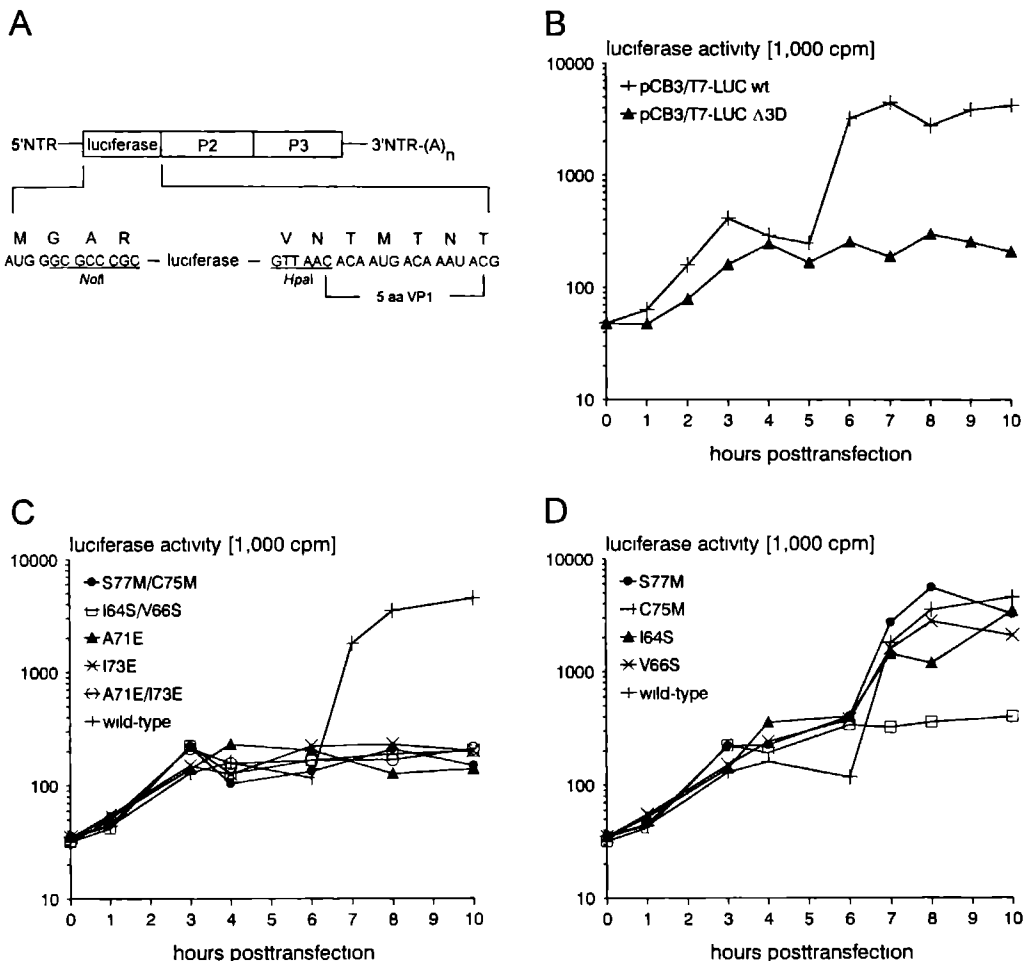 A
5'NTR luciferase P2 P3 3'NTR-(A)n
M G A R V N T M T N T
AUG GGC GCC CGC — luciferase — GTT AAC ACA AUG ACA AAU ACG
NotI HpaI
5 aa VP1
B
luciferase activity [1,000 cpm]
pCB3/T7-LUC wt
pCB3/T7-LUC Δ3D
10000
1000
100
10
0 1 2 3 4 5 6 7 8 9 10
hours posttransfection
C
luciferase activity [1,000 cpm]
S77M/C75M
I64S/V66S
A71E
I73E
A71E/I73E
wild-type
10000
1000
100
10
0 1 2 3 4 5 6 7 8 9 10
hours posttransfection
D
luciferase activity [1,000 cpm]
S77M
C75M
I64S
V66S
wild-type
10000
1000
100
10
0 1 2 3 4 5 6 7 8 9 10
hours posttransfection